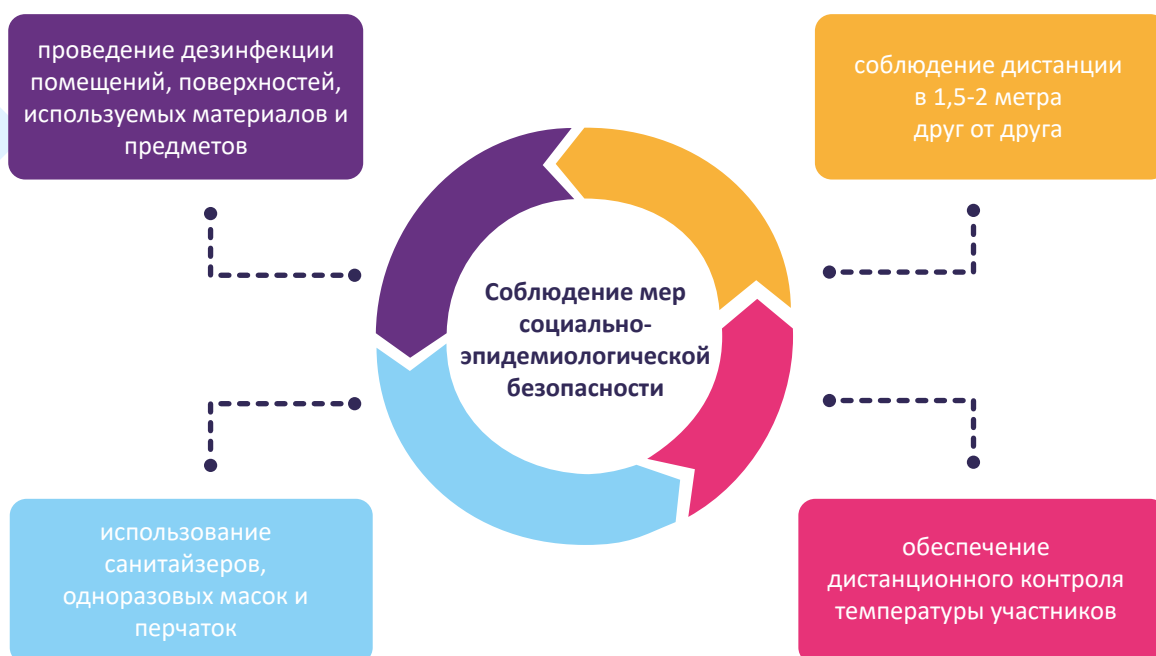 проведение дезинфекции
помещений, поверхностей,
используемых материалов и
предметов
соблюдение дистанции
в 1,5-2 метра
друг от друга
Соблюдение мер
социально-
эпидемиологической
безопасности
использование
санитайзеров,
одноразовых масок и
перчаток
обеспечение
дистанционного контроля
температуры участников